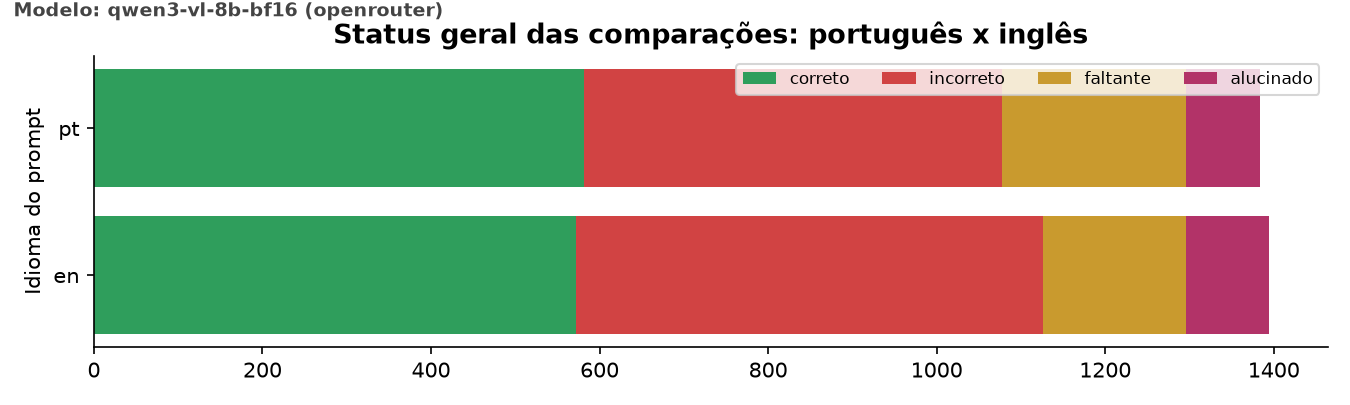 Modelo: qwen3-vl-8b-bf16 (openrouter)
Status geral das comparações: português x inglês
correto incorreto faltante alucinado
Idioma do prompt
pt
en
0 200 400 600 800 1000 1200 1400